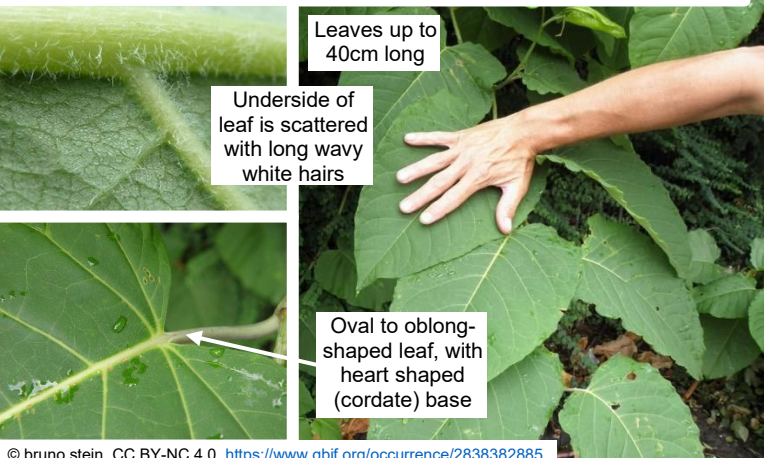 Leaves up to
40cm long
Underside of
leaf is scattered
with long wavy
white hairs
Oval to oblong-
shaped leaf, with
heart shaped
(cordate) base
© bruno stein, CC BY-NC 4.0, https://www.gbif.org/occurrence/2838382885